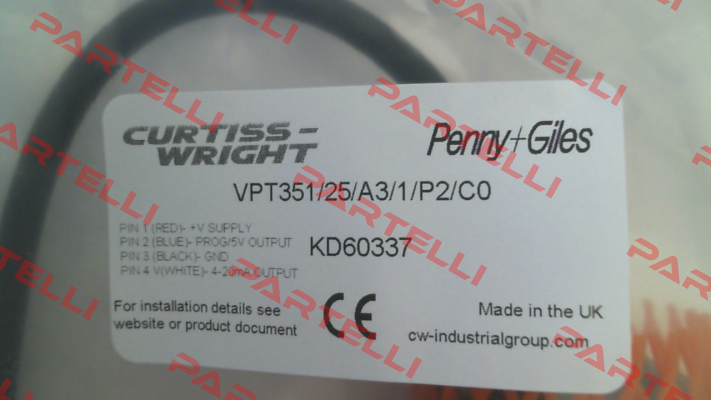 CURTISS-
WRIGHT
Penny+Giles
VPT351/25/A3/1/P2/C0
PIN 1 (RED)- +V SUPPLY
PIN 2 (BLUE)- PROG/5V OUTPUT
PIN 3 (BLACK)- GND
PIN 4 V(WHITE)- 4-20mA OUTPUT
KD60337
For installation details see
website or product document
CE
Made in the UK
cw-industrialgroup.com
PARTELLI
PARTELLI
PARTELLI
PARTELLI
PARTELLI
PARTELLI
PARTELLI
PARTELLI
PARTELLI